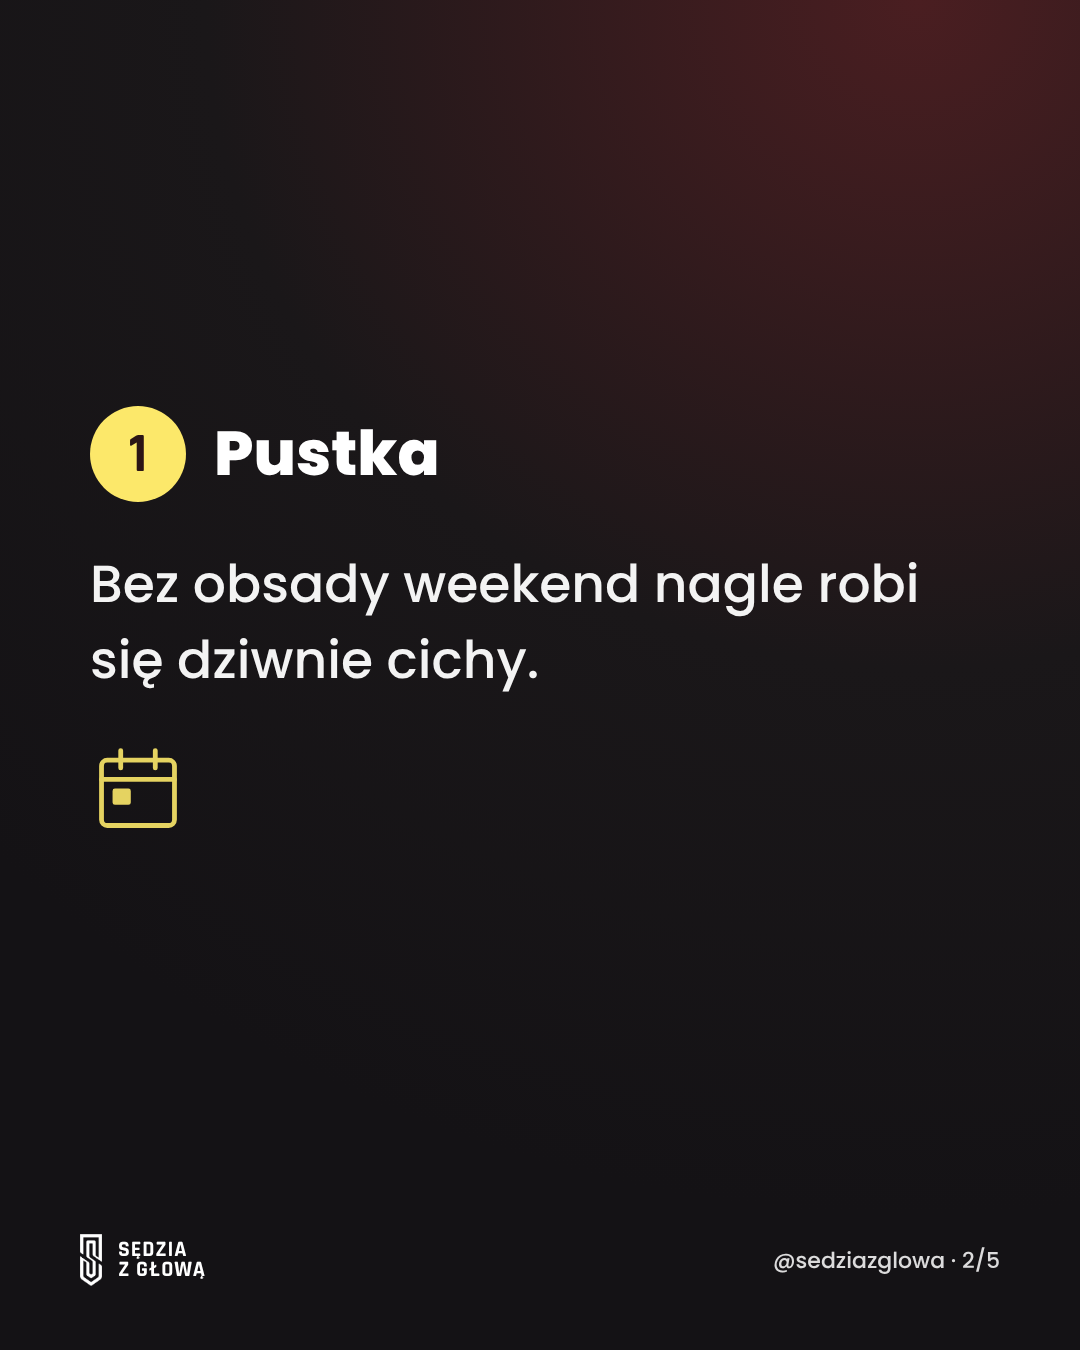 1 Pustka
Bez obsady weekend nagle robi
się dziwnie cichy.
SĘDZIA
Z GŁOWĄ
@sedziazglowa · 2/5